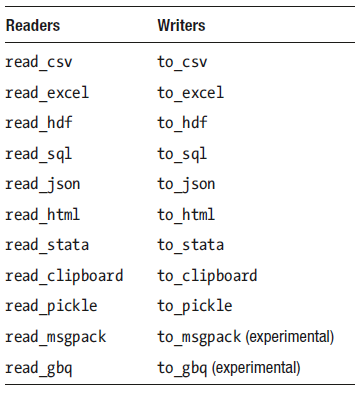 Readers Writers
read_csv to_csv
read_excel to_excel
read_hdf to_hdf
read_sql to_sql
read_json to_json
read_html to_html
read_stata to_stata
read_clipboard to_clipboard
read_pickle to_pickle
read_msgpack to_msgpack (experimental)
read_gbq to_gbq (experimental)